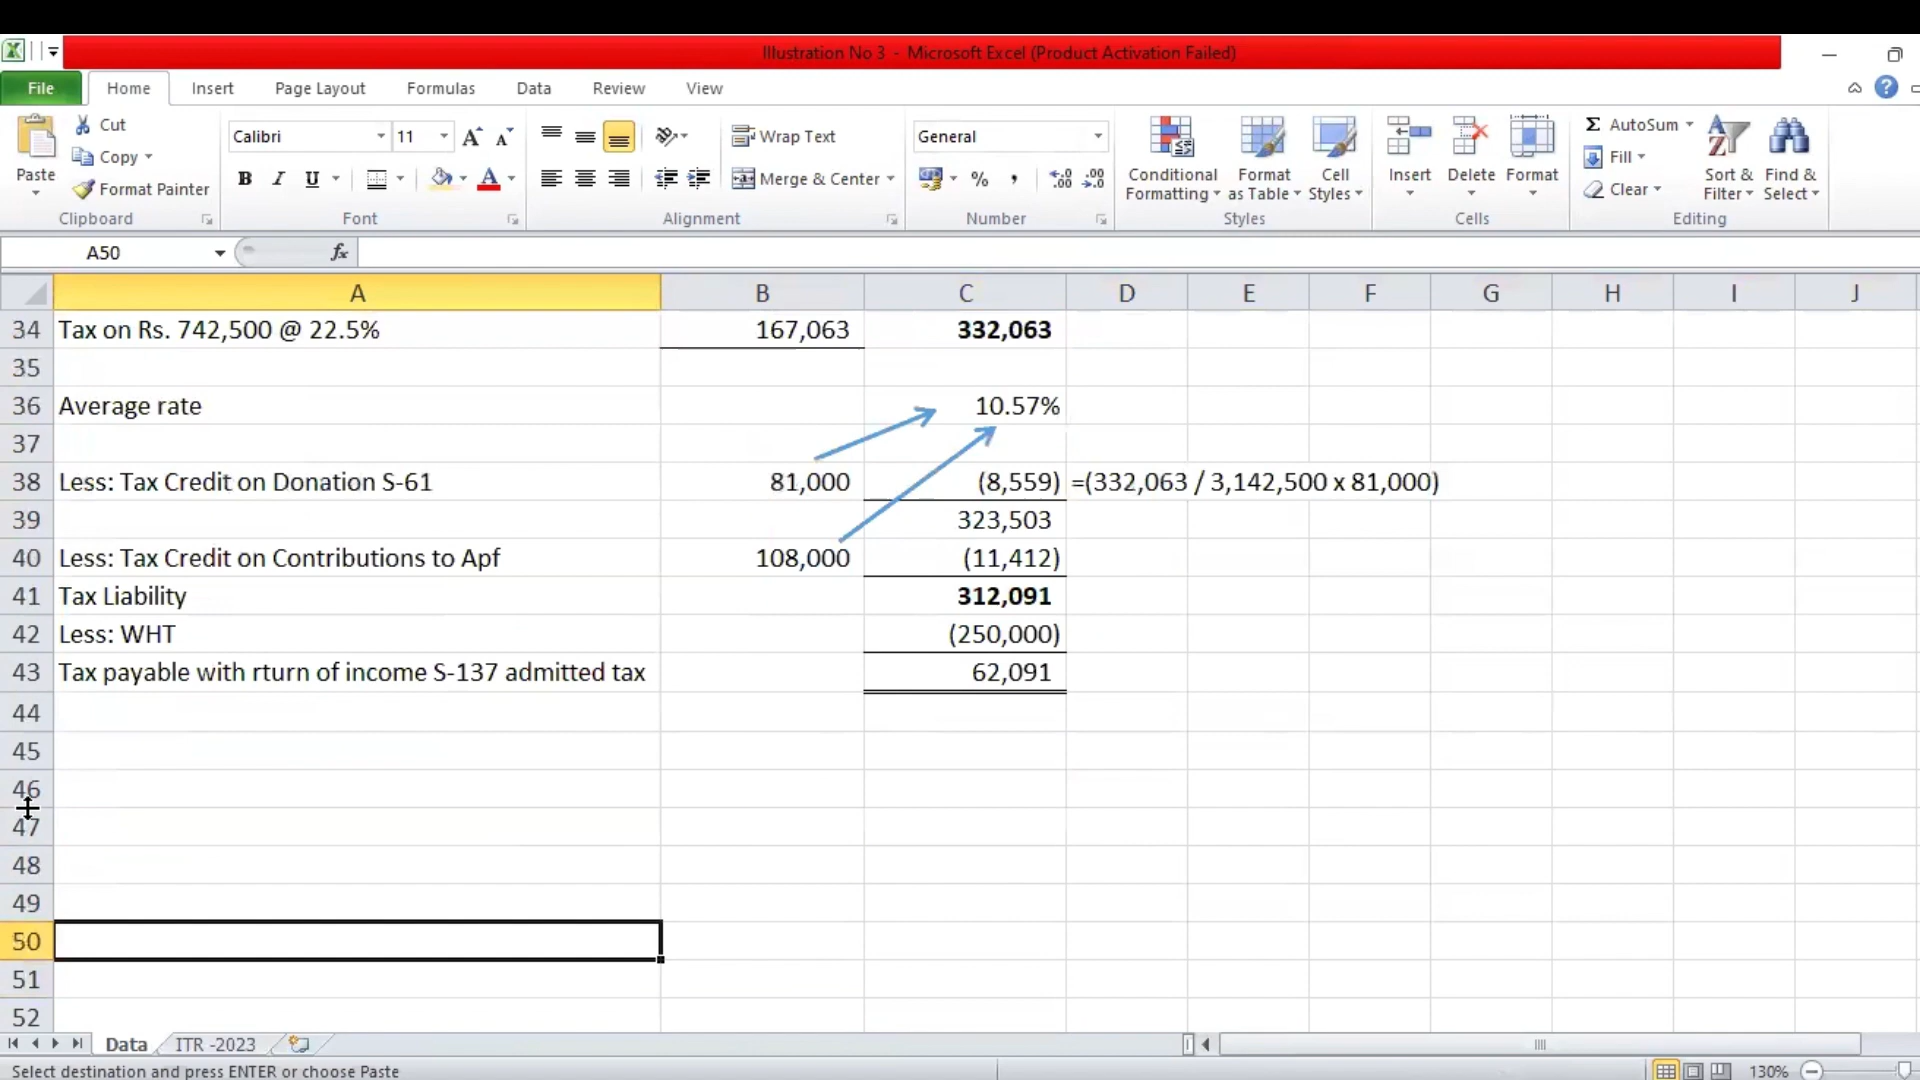 Illustration No 3 - Microsoft Excel (Product Activation Failed)
File Home Insert Page Layout Formulas Data Review View
Cut
Copy
Format Painter
Paste
Clipboard
Calibri 11
B I U
Font
Wrap Text
Merge & Center
Alignment
General
Number
Conditional Formatting
Format as Table
Cell Styles
Styles
Insert Delete Format
Cells
AutoSum
Fill
Clear
Sort & Filter
Find & Select
Editing
A50 fx
A B C D E F G H I J
34 Tax on Rs. 742,500 @ 22.5% 167,063 332,063
35
36 Average rate 10.57%
37
38 Less: Tax Credit on Donation S-61 81,000 (8,559) =(332,063 / 3,142,500 x 81,000)
39 323,503
40 Less: Tax Credit on Contributions to Apf 108,000 (11,412)
41 Tax Liability 312,091
42 Less: WHT (250,000)
43 Tax payable with rturn of income S-137 admitted tax 62,091
44
45
46
47
48
49
50
51
52
Data ITR -2023
Select destination and press ENTER or choose Paste 130%